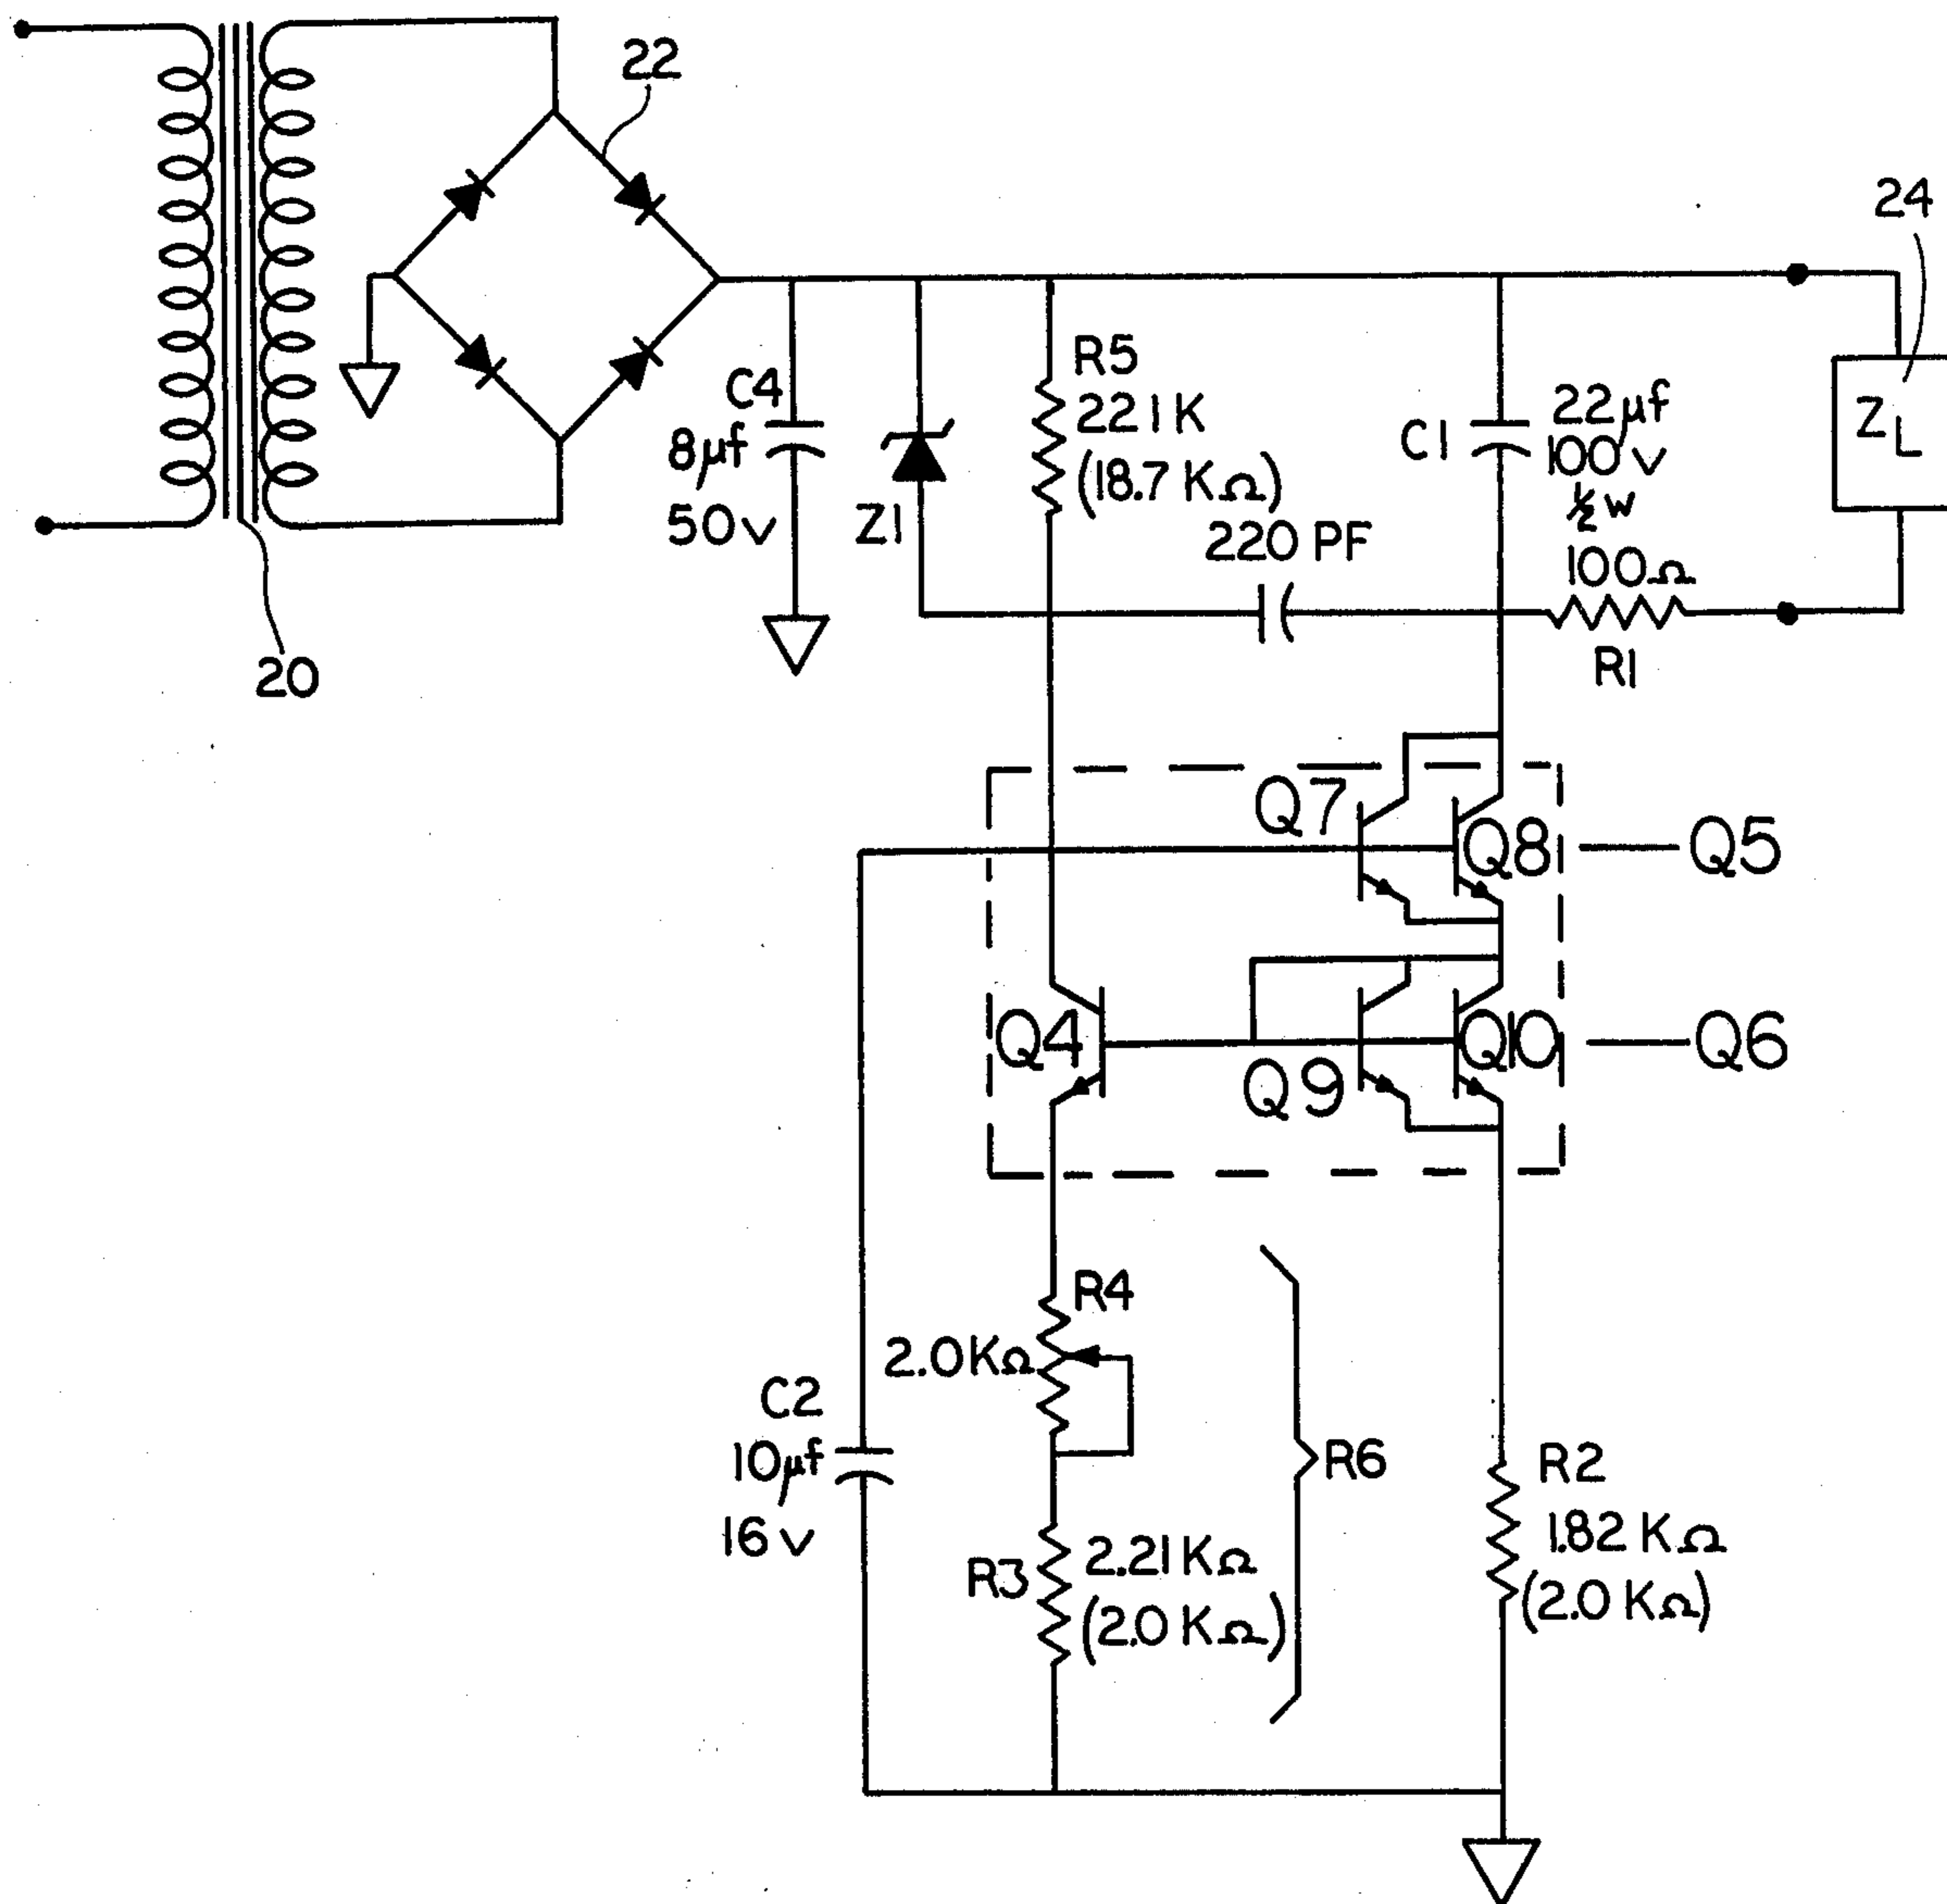 22
24
R5
221K
(18.7 KΩ)
C4
8µf
50v
Z1
C1
22µf
100v
½w
100Ω
R1
ZL
220 PF
20
Q7
Q8
Q5
Q4
Q9
Q10
Q6
R4
2.0KΩ
C2
10µf
16v
R6
R3
2.21KΩ
(2.0 KΩ)
R2
1.82 KΩ
(2.0 KΩ)